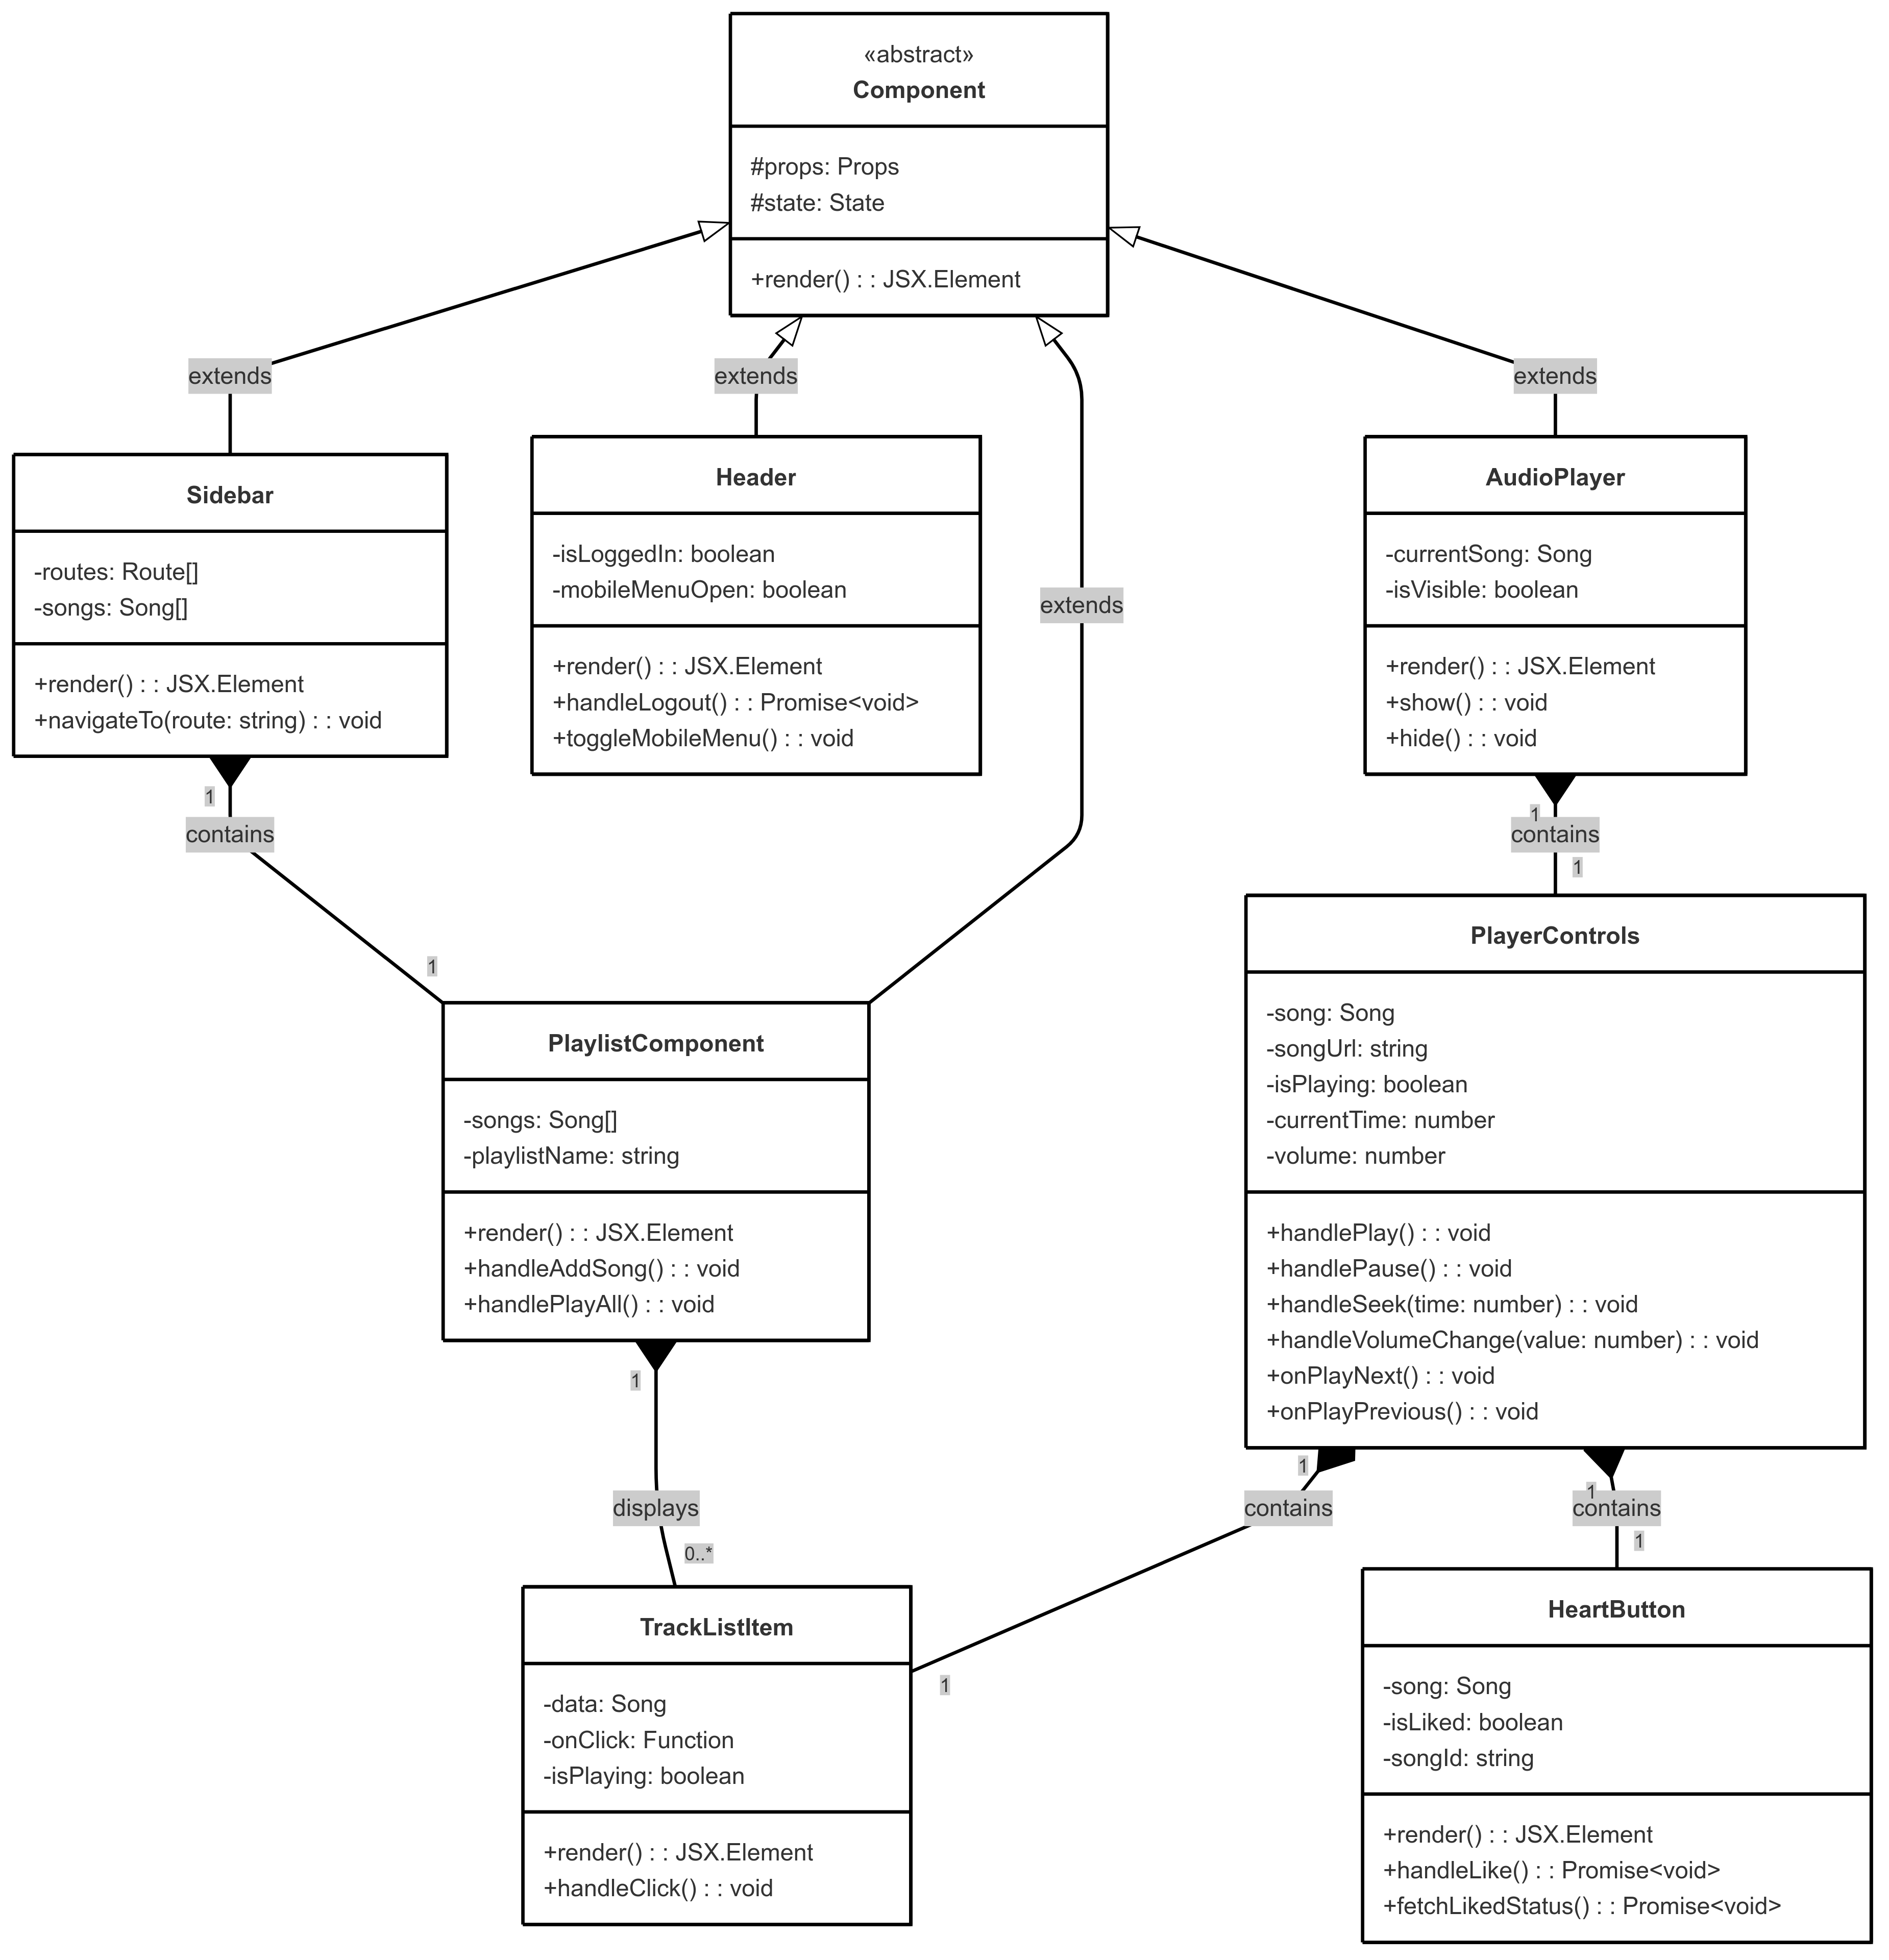 «abstract»
Component
#props: Props
#state: State
+render() : : JSX.Element
extends
extends
extends
extends
Sidebar
-routes: Route[]
-songs: Song[]
+render() : : JSX.Element
+navigateTo(route: string) : : void
Header
-isLoggedIn: boolean
-mobileMenuOpen: boolean
+render() : : JSX.Element
+handleLogout() : : Promise<void>
+toggleMobileMenu() : : void
AudioPlayer
-currentSong: Song
-isVisible: boolean
+render() : : JSX.Element
+show() : : void
+hide() : : void
1
contains
1
1
contains
1
PlaylistComponent
-songs: Song[]
-playlistName: string
+render() : : JSX.Element
+handleAddSong() : : void
+handlePlayAll() : : void
PlayerControls
-song: Song
-songUrl: string
-isPlaying: boolean
-currentTime: number
-volume: number
+handlePlay() : : void
+handlePause() : : void
+handleSeek(time: number) : : void
+handleVolumeChange(value: number) : : void
+onPlayNext() : : void
+onPlayPrevious() : : void
1
displays
0..*
1
contains
1
1
contains
1
TrackListItem
-data: Song
-onClick: Function
-isPlaying: boolean
+render() : : JSX.Element
+handleClick() : : void
HeartButton
-song: Song
-isLiked: boolean
-songId: string
+render() : : JSX.Element
+handleLike() : : Promise<void>
+fetchLikedStatus() : : Promise<void>